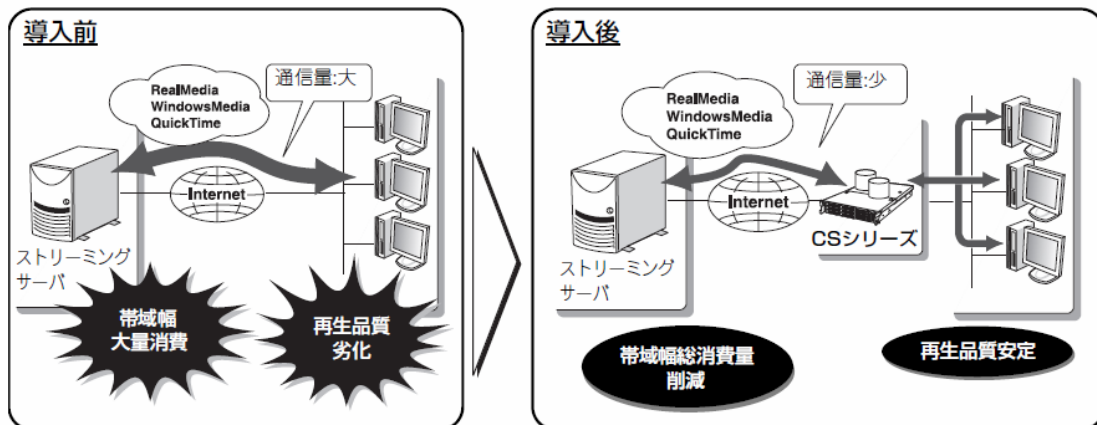 導入前
通信量:大
RealMedia
WindowsMedia
QuickTime
Internet
ストリーミング
サーバ
帯域幅
大量消費
再生品質
劣化
導入後
通信量:少
RealMedia
WindowsMedia
QuickTime
Internet
CSシリーズ
ストリーミング
サーバ
帯域幅総消費量
削減
再生品質安定